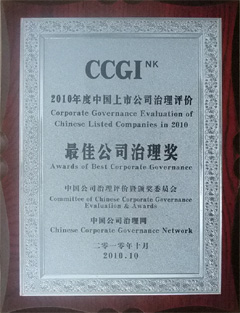 CCGI NK
2010年度中国上市公司治理评价
Corporate Governance Evaluation of
Chinese Listed Companies in 2010
最佳公司治理奖
Awards of Best Corporate Governance
中国公司治理评价暨颁奖委员会
Committee of Chinese Corporate Governance
Evaluation & Awards
中国公司治理网
Chinese Corporate Governance Network
二零一零年十月
2010.10